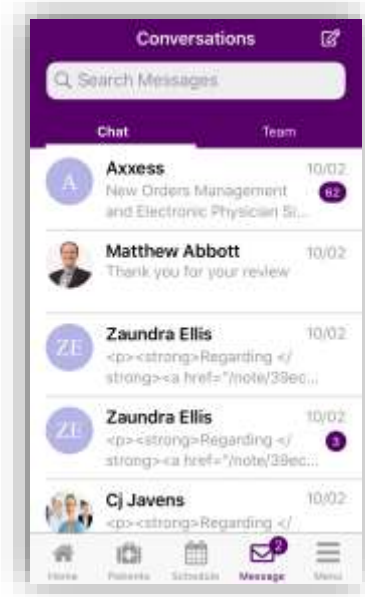 Conversations
Search Messages
Chat Team
Axxess 10/02
New Orders Management 62
and Electronic Physician Si...
Matthew Abbott 10/02
Thank you for your review
ZE Zaundra Ellis 10/02
<p><strong>Regarding </
strong><a href="/note/39ec...
ZE Zaundra Ellis 10/02
<p><strong>Regarding </ 3
strong><a href="/note/39ec...
Cj Javens 10/02
<p><strong>Regarding </
2
Home Patients Schedule Message Menu